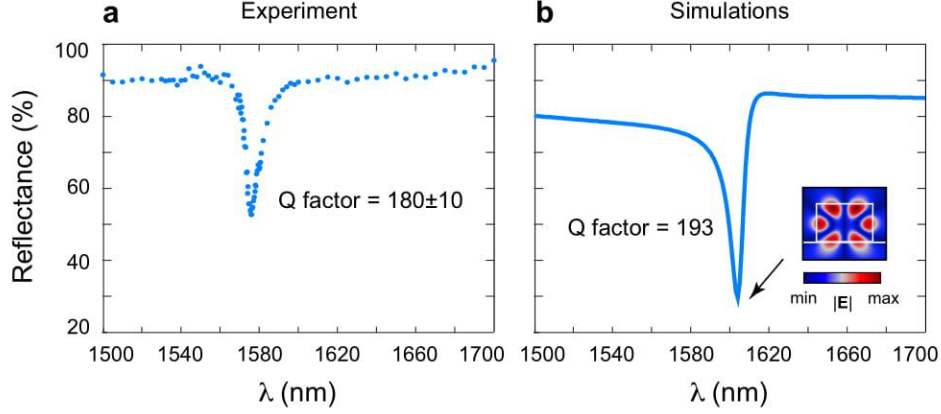 a Experiment
b Simulations
Reflectance (%)
100
80
60
40
20
1500 1540 1580 1620 1660 1700
λ (nm)
Q factor = 180±10
1500 1540 1580 1620 1660 1700
λ (nm)
Q factor = 193
min |E| max